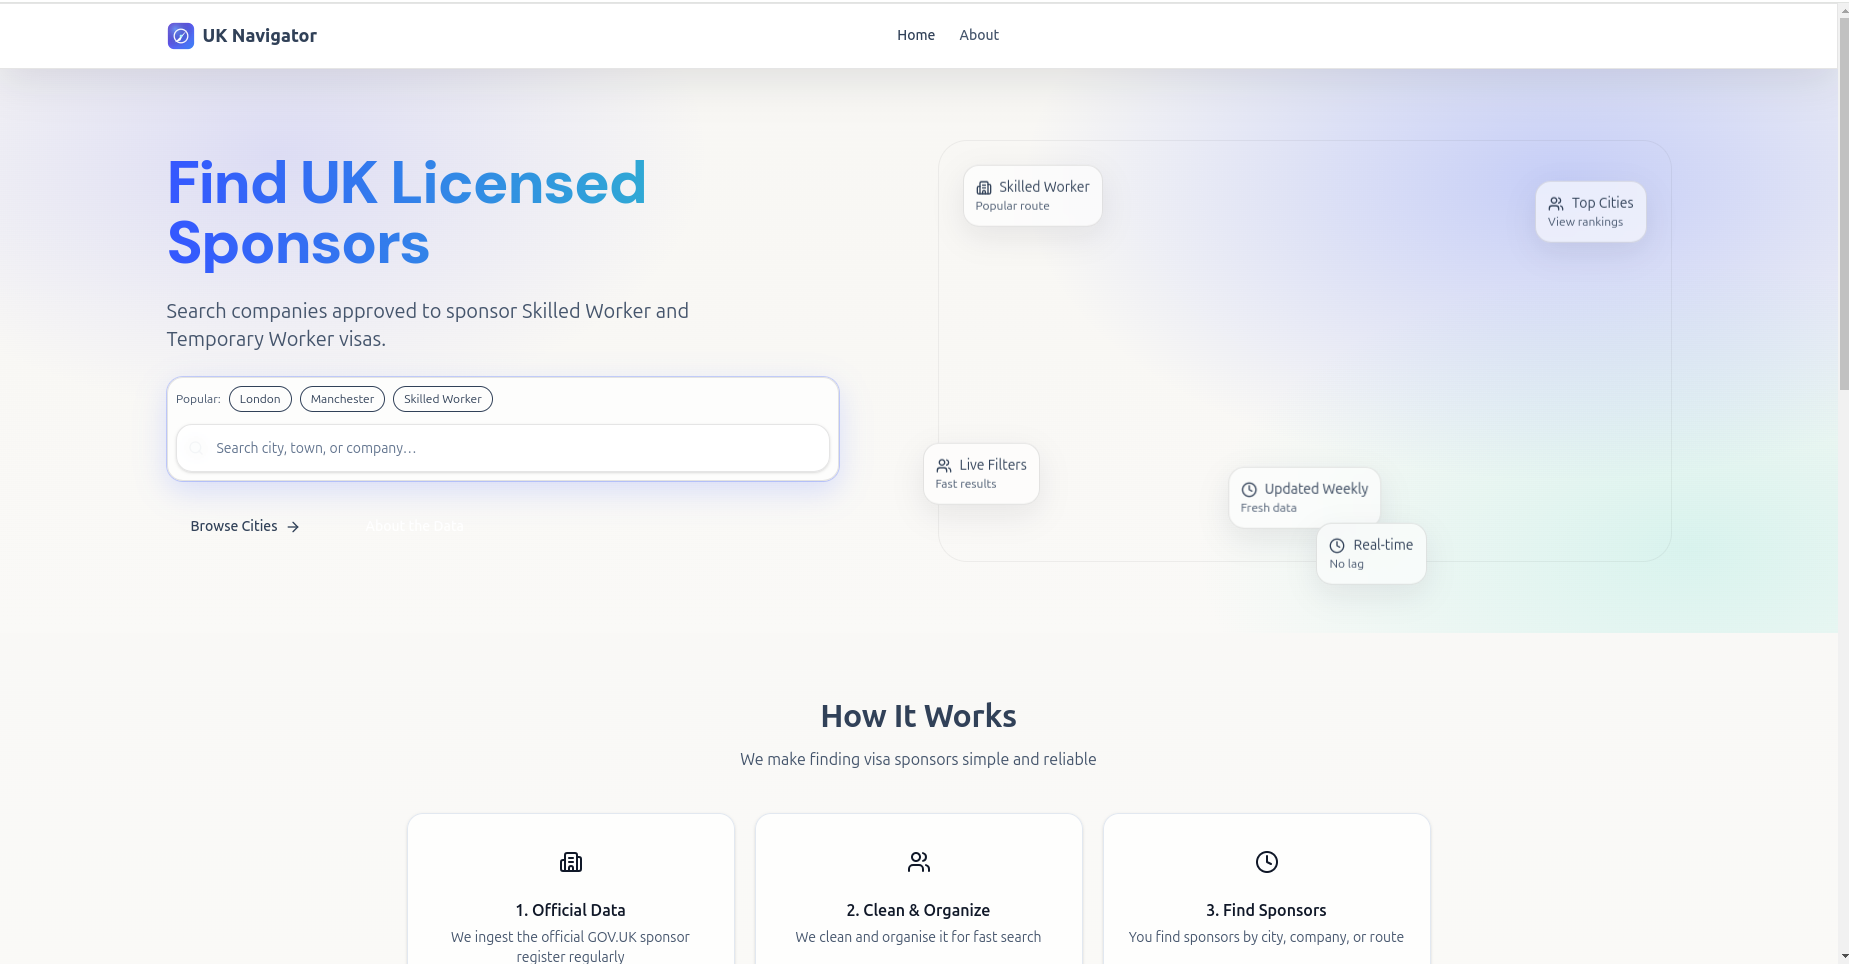 UK Navigator
Home
About
Find UK Licensed
Sponsors
Search companies approved to sponsor Skilled Worker and
Temporary Worker visas.
Popular:
London
Manchester
Skilled Worker
Search city, town, or company...
Browse Cities
About the Data
Skilled Worker
Popular route
Top Cities
View rankings
Live Filters
Fast results
Updated Weekly
Fresh data
Real-time
No lag
How It Works
We make finding visa sponsors simple and reliable
1. Official Data
We ingest the official GOV.UK sponsor
register regularly
2. Clean & Organize
We clean and organise it for fast search
3. Find Sponsors
You find sponsors by city, company, or route